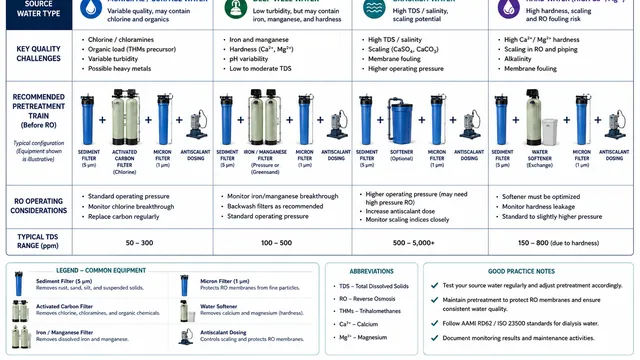 SOURCE
WATER TYPE
Variable quality, may contain
chlorine and organics
Low turbidity, but may contain
iron, manganese, and hardness
High TDS / salinity,
scaling potential
High hardness, scaling
and RO fouling risk
KEY QUALITY
CHALLENGES
• Chlorine / chloramines
• Organic load (THMs precursor)
• Variable turbidity
• Possible heavy metals
• Iron and manganese
• Hardness (Ca²⁺, Mg²⁺)
• pH variability
• Low to moderate TDS
• High TDS / salinity
• Scaling (CaSO₄, CaCO₃)
• Membrane fouling
• Higher operating pressure
• High Ca²⁺/ Mg²⁺ hardness
• Scaling in RO and piping
• Alkalinity
• Membrane fouling
RECOMMENDED
PRETREATMENT
TRAIN
(Before RO)
Typical configuration
(Equipment shown
is illustrative)
SEDIMENT
FILTER
(5 µm)
+
ACTIVATED
CARBON
FILTER
(Chlorine)
+
MICRON
FILTER
(1 µm)
+
ANTISCALANT
DOSING
SEDIMENT
FILTER
(5 µm)
+
IRON / MANGANESE
FILTER
(Pressure or
Greensand)
+
MICRON
FILTER
(1 µm)
+
ANTISCALANT
DOSING
SEDIMENT
FILTER
(5 µm)
+
SOFTENER
(Optional)
+
MICRON
FILTER
(1 µm)
+
ANTISCALANT
DOSING
SEDIMENT
FILTER
(5 µm)
+
WATER
SOFTENER
(Exchange)
+
MICRON
FILTER
(1 µm)
+
ANTISCALANT
DOSING
RO OPERATING
CONSIDERATIONS
• Standard operating pressure
• Monitor chlorine breakthrough
• Replace carbon regularly
• Monitor iron/manganese breakthrough
• Backwash filters as recommended
• Standard operating pressure
• Higher operating pressure (may need
high pressure RO)
• Increase antiscalant dose
• Monitor scaling indices closely
• Softener must be optimized
• Monitor hardness leakage
• Standard to slightly higher pressure
TYPICAL TDS
RANGE (ppm)
50 – 300
100 – 500
500 – 5,000+
150 – 800 (due to hardness)
LEGEND – COMMON EQUIPMENT
Sediment Filter (5 µm)
Removes rust, sand, silt, and suspended solids.
Micron Filter (1 µm)
Protects RO membranes from fine particles.
Activated Carbon Filter
Removes chlorine, and organic chemicals.
Water Softener
Removes calcium and magnesium (hardness).
Iron / Manganese Filter
Removes dissolved iron and manganese.
Antiscalant Dosing
Controls scaling and protects RO membranes.
ABBREVIATIONS
• TDS – Total Dissolved Solids
• RO – Reverse Osmosis
• THMs – Trihalomethanes
• Ca²⁺ – Calcium
• Mg²⁺ – Magnesium
GOOD PRACTICE NOTES
✓ Test your source water regularly and adjust pretreatment accordingly.
✓ Maintain pretreatment to protect RO membranes and ensure
consistent water quality.
✓ Follow AAMI RD62 / ISO 23500 standards for dialysis water.
✓ Document monitoring results and maintenance activities.